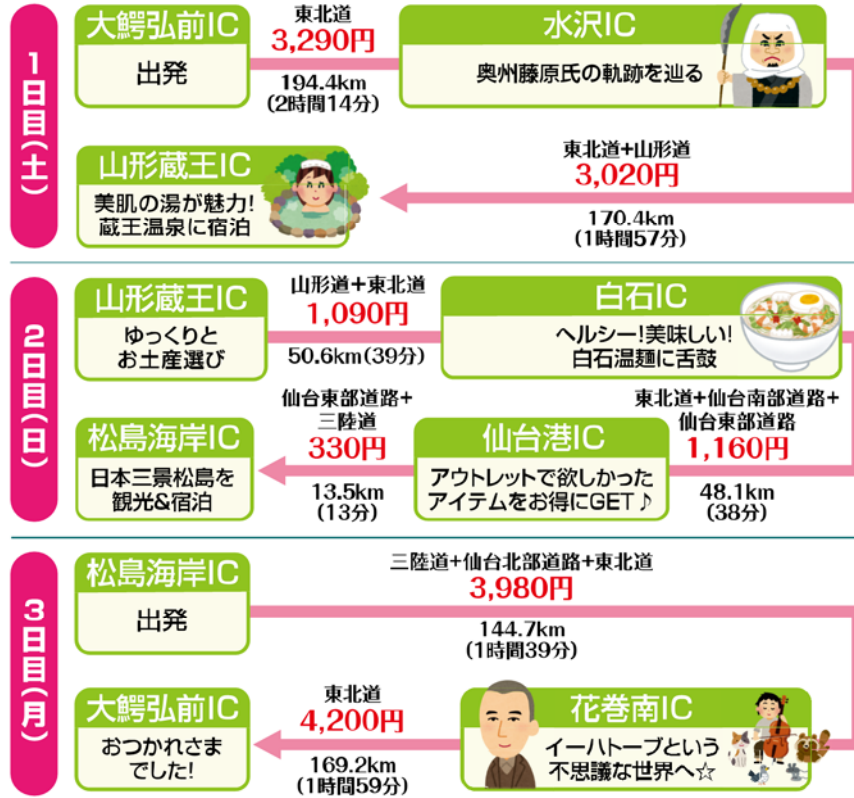 1日目(土)
大鰐弘前IC
出発
東北道
3,290円
194.4km
(2時間14分)
水沢IC
奥州藤原氏の軌跡を辿る
東北道+山形道
3,020円
170.4km
(1時間57分)
山形蔵王IC
美肌の湯が魅力!
蔵王温泉に宿泊
2日目(日)
山形蔵王IC
ゆっくりと
お土産選び
山形道+東北道
1,090円
50.6km(39分)
白石IC
ヘルシー!美味しい!
白石温麺に舌鼓
東北道+仙台南部道路+
仙台東部道路
1,160円
48.1km
(38分)
仙台港IC
アウトレットで欲しかった
アイテムをお得にGET♪
仙台東部道路+
三陸道
330円
13.5km
(13分)
松島海岸IC
日本三景松島を
観光&宿泊
3日目(月)
松島海岸IC
出発
三陸道+仙台北部道路+東北道
3,980円
144.7km
(1時間39分)
花巻南IC
イーハトーブという
不思議な世界へ☆
東北道
4,200円
169.2km
(1時間59分)
大鰐弘前IC
おつかれさま
でした!